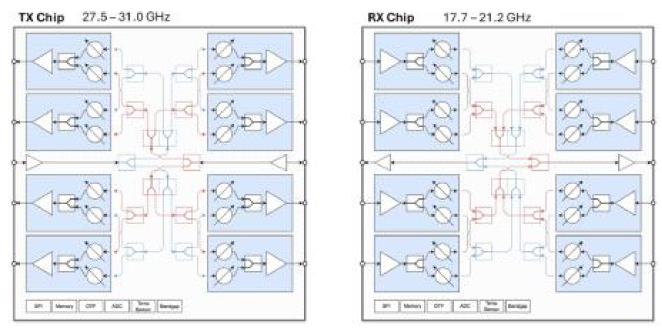 TX Chip 27.5 – 31.0 GHz
RX Chip 17.7 – 21.2 GHz
SPI Memory OTP ADC Temp Sensor Bandgap
SPI Memory OTP ADC Temp Sensor Bandgap